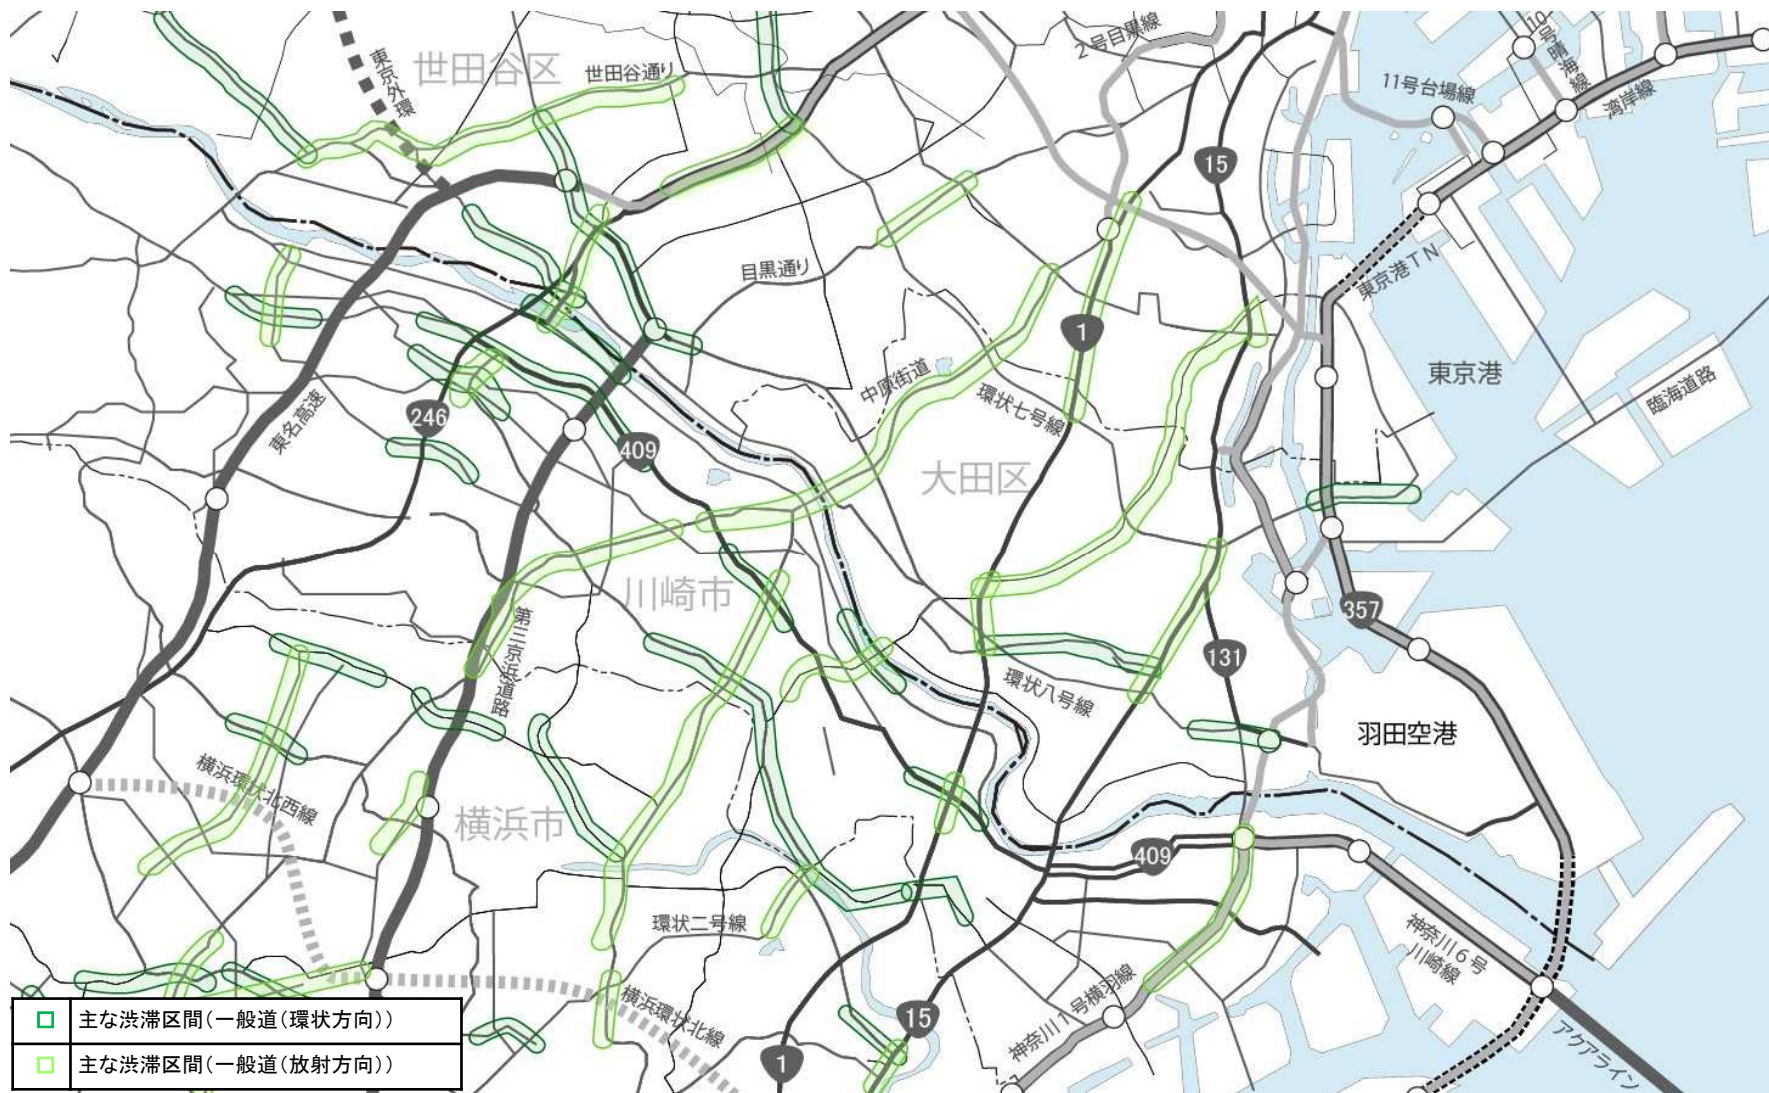 世田谷区
世田谷通り
東京外環
2号目黒線
10号晴海線
11号台場線
湾岸線
15
目黒通り
東京港TN
1
東京港
臨海道路
中原街道
環状七号線
246
東名高速
409
大田区
川崎市
第三京浜道路
357
131
環状八号線
羽田空港
横浜環状北西線
横浜市
409
環状二号線
神奈川6号
川崎線
横浜環状北線
神奈川1号横羽線
15
1
アクアライン
主な渋滞区間(一般道(環状方向))
主な渋滞区間(一般道(放射方向))